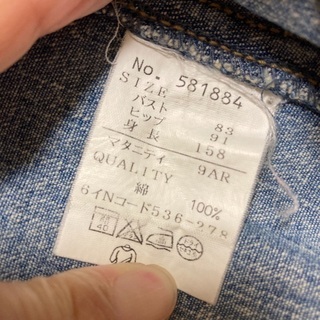 No. 581884
SIZE
バスト 83
ヒップ 91
身長 158
マタニティ 9AR
QUALITY
綿 100%
6イNコード536-278